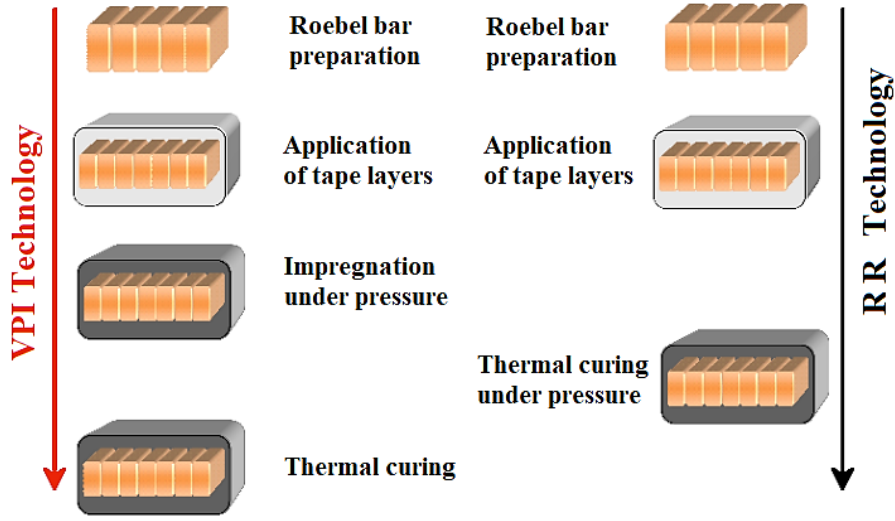 VPI Technology
Roebel bar
preparation
Application
of tape layers
Impregnation
under pressure
Thermal curing
Roebel bar
preparation
Application
of tape layers
Thermal curing
under pressure
R R Technology